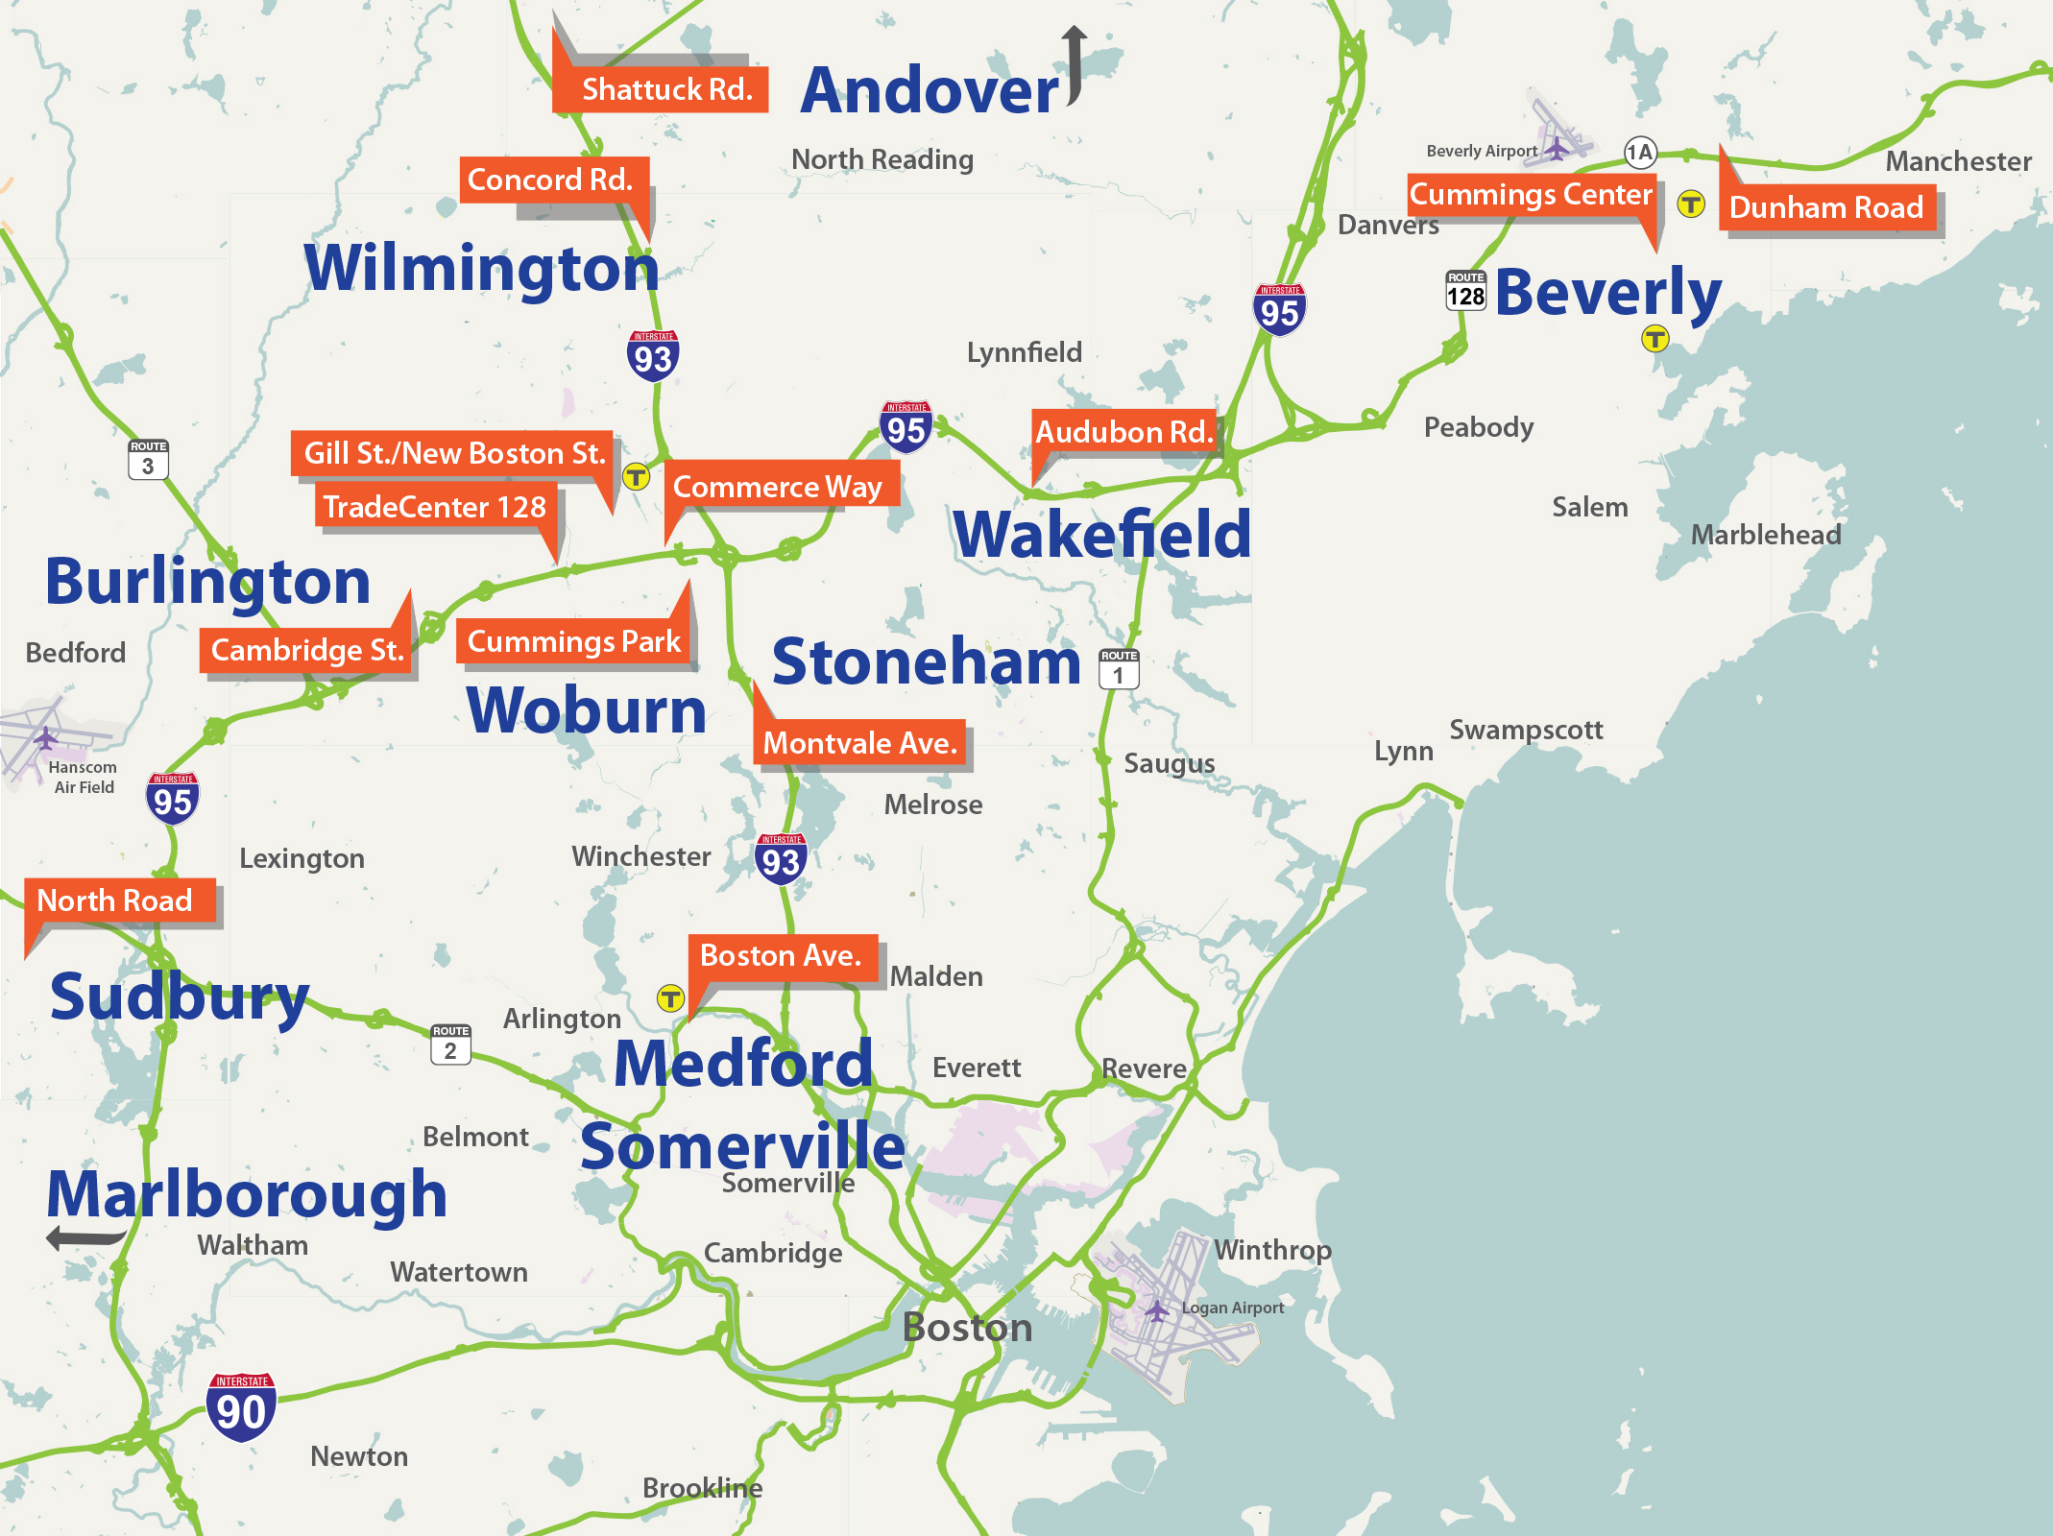 Shattuck Rd.
Andover
North Reading
Concord Rd.
Wilmington
Beverly Airport
1A
Manchester
Cummings Center
T
Dunham Road
Danvers
INTERSTATE
95
ROUTE
128
Beverly
T
INTERSTATE
93
Lynnfield
INTERSTATE
95
Audubon Rd.
Peabody
ROUTE
3
Gill St./New Boston St.
T
Commerce Way
TradeCenter 128
Wakefield
Salem
Marblehead
Burlington
Bedford
Cambridge St.
Cummings Park
Stoneham
ROUTE
1
Woburn
Montvale Ave.
Swampscott
Lynn
Saugus
Hanscom
Air Field
INTERSTATE
95
Melrose
Lexington
Winchester
INTERSTATE
93
North Road
Boston Ave.
Malden
Sudbury
T
Arlington
ROUTE
2
Medford
Everett
Revere
Belmont
Somerville
Somerville
Marlborough
Waltham
Cambridge
Winthrop
Watertown
Logan Airport
Boston
INTERSTATE
90
Newton
Brookline